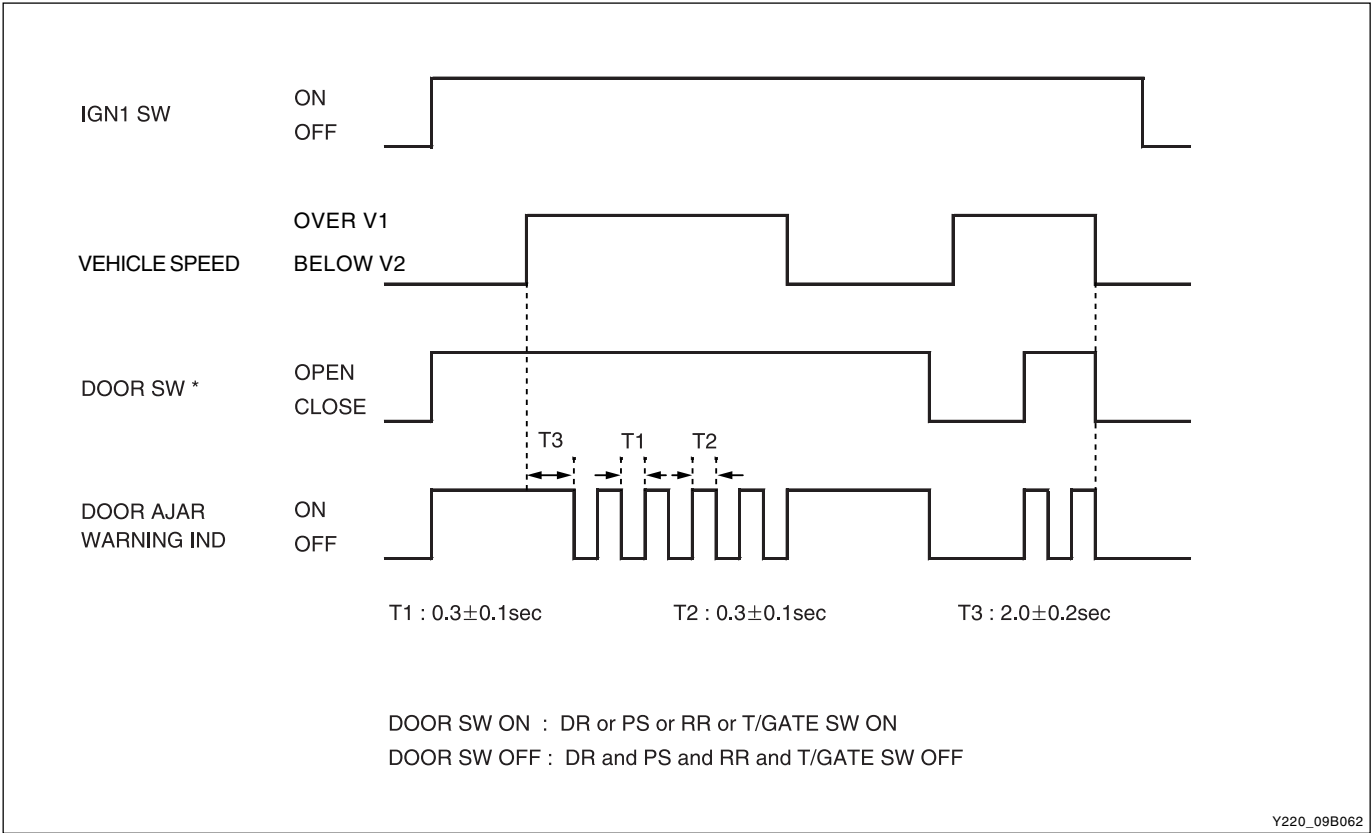 IGN1 SW
ON
OFF
VEHICLE SPEED
OVER V1
BELOW V2
DOOR SW *
OPEN
CLOSE
T3 T1 T2
DOOR AJAR
WARNING IND
ON
OFF
T1 : 0.3±0.1sec T2 : 0.3±0.1sec T3 : 2.0±0.2sec
DOOR SW ON : DR or PS or RR or T/GATE SW ON
DOOR SW OFF : DR and PS and RR and T/GATE SW OFF
Y220_09B062